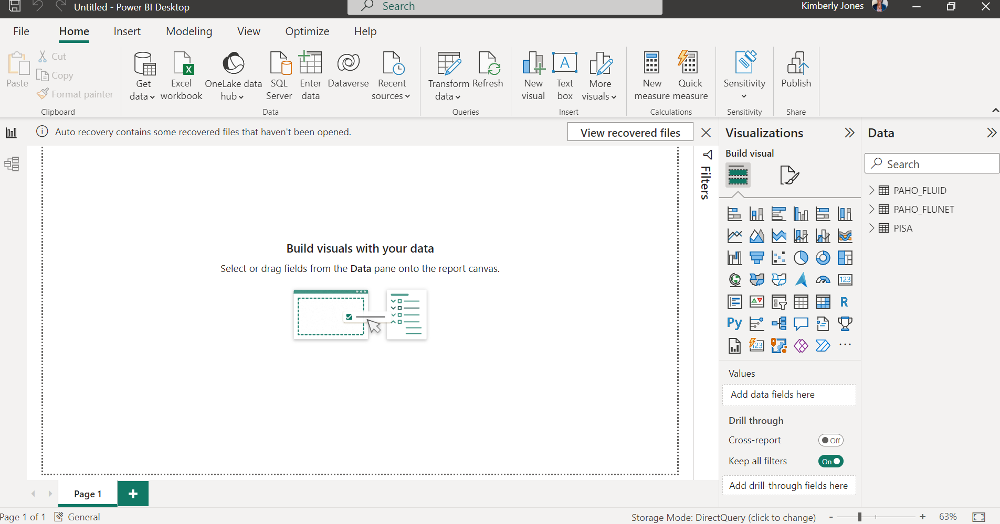 Untitled - Power BI Desktop
Search
Kimberly Jones
File Home Insert Modeling View Optimize Help
Paste
Cut
Copy
Format painter
Clipboard
Get data
Excel workbook
OneLake data hub
SQL Server
Enter data
Dataverse
Recent sources
Data
Transform data
Refresh
Queries
New visual
Text box
More visuals
Insert
New measure
Quick measure
Calculations
Sensitivity
Sensitivity
Publish
Share
Auto recovery contains some recovered files that haven't been opened.
View recovered files
Filters
Build visuals with your data
Select or drag fields from the Data pane onto the report canvas.
Visualizations
Build visual
123
R
Py
123
Values
Add data fields here
Drill through
Cross-report
Off
Keep all filters
On
Add drill-through fields here
Data
Search
PAHO_FLUID
PAHO_FLUNET
PISA
Page 1
Page 1 of 1
General
Storage Mode: DirectQuery (click to change)
- + 63%